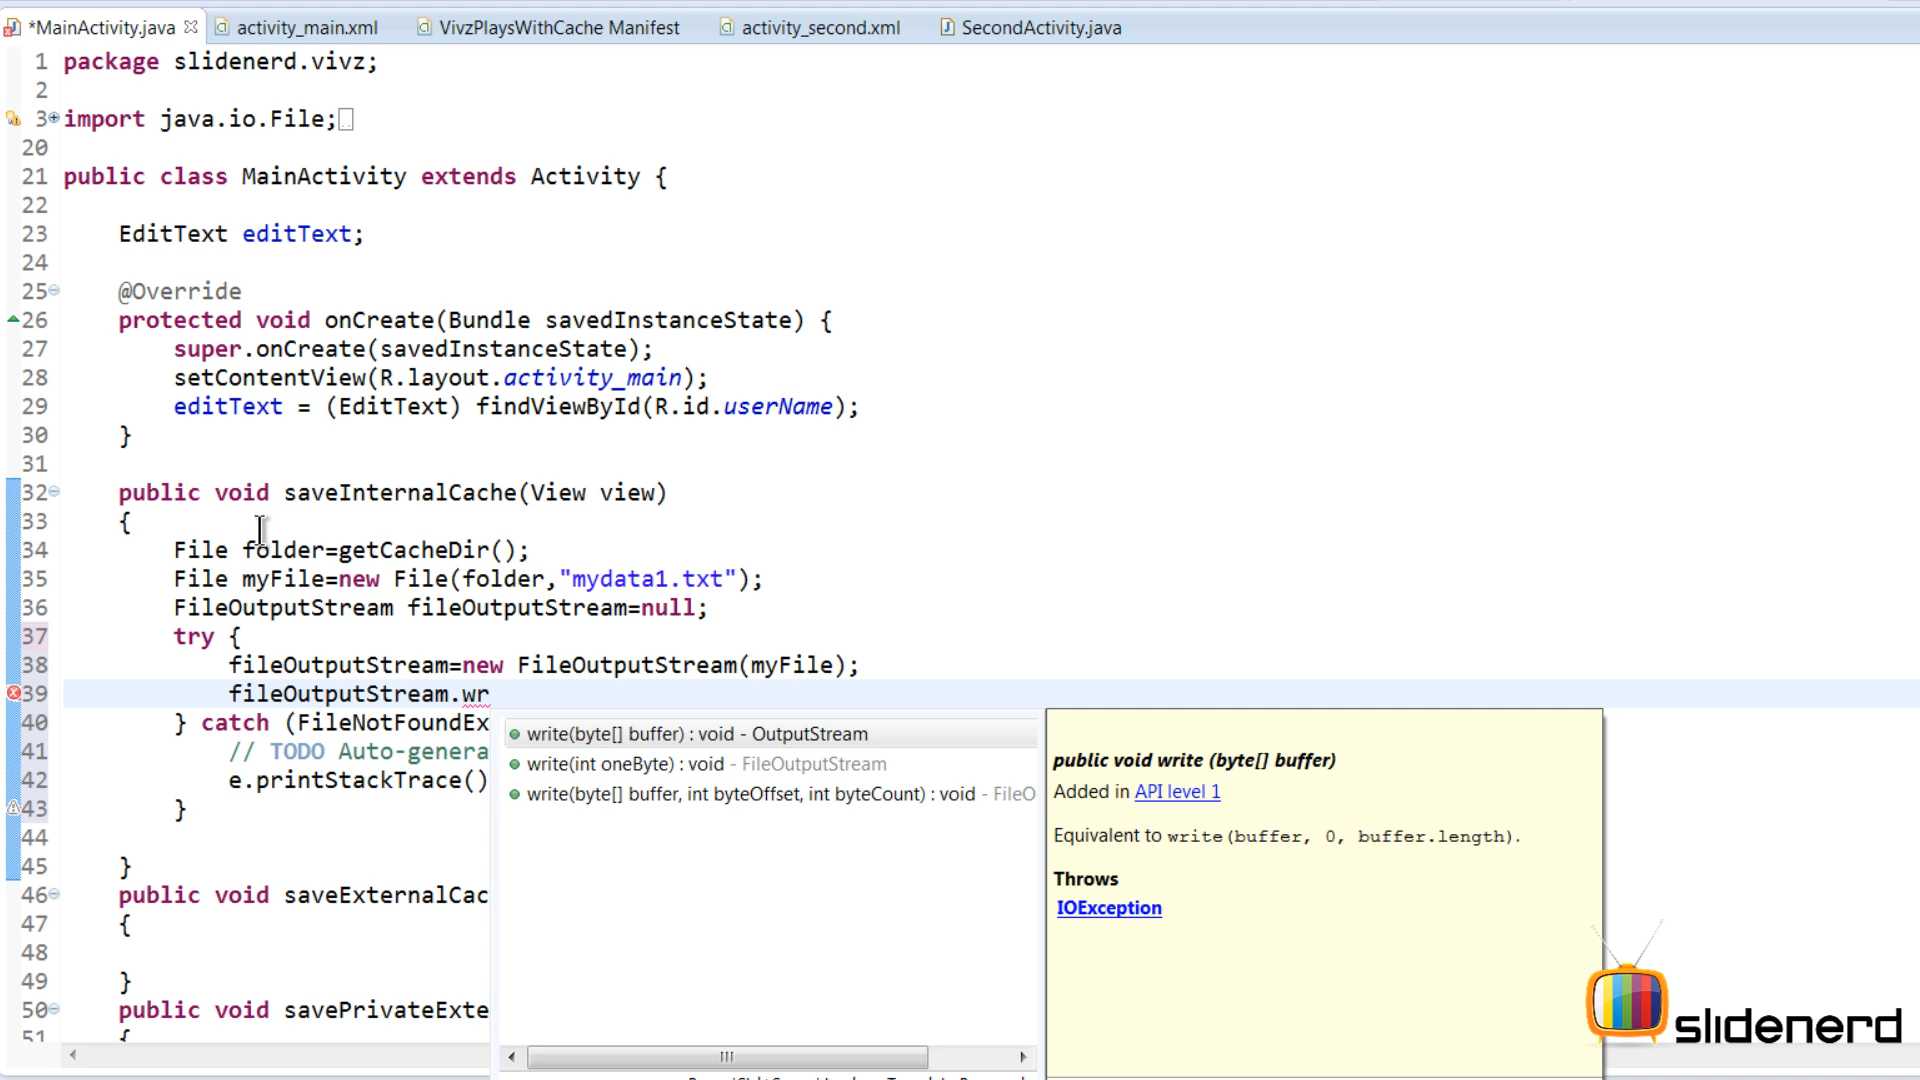 *MainActivity.java activity_main.xml VivzPlaysWithCache Manifest activity_second.xml SecondActivity.java
1 package slidenerd.vivz;
2
3 import java.io.File;
20
21 public class MainActivity extends Activity {
22
23 EditText editText;
24
25 @Override
26 protected void onCreate(Bundle savedInstanceState) {
27 super.onCreate(savedInstanceState);
28 setContentView(R.layout.activity_main);
29 editText = (EditText) findViewById(R.id.userName);
30 }
31
32 public void saveInternalCache(View view)
33 {
34 File folder=getCacheDir();
35 File myFile=new File(folder,"mydata1.txt");
36 FileOutputStream fileOutputStream=null;
37 try {
38 fileOutputStream=new FileOutputStream(myFile);
39 fileOutputStream.wr
40 } catch (FileNotFoundEx
41 // TODO Auto-genera
42 e.printStackTrace()
43 }
44
45 }
46 public void saveExternalCac
47 {
48
49 }
50 public void savePrivateExte
51 {
write(byte[] buffer) : void - OutputStream
write(int oneByte) : void - FileOutputStream
write(byte[] buffer, int byteOffset, int byteCount) : void - FileO
public void write (byte[] buffer)
Added in API level 1
Equivalent to write(buffer, 0, buffer.length).
Throws
IOException
slidenerd